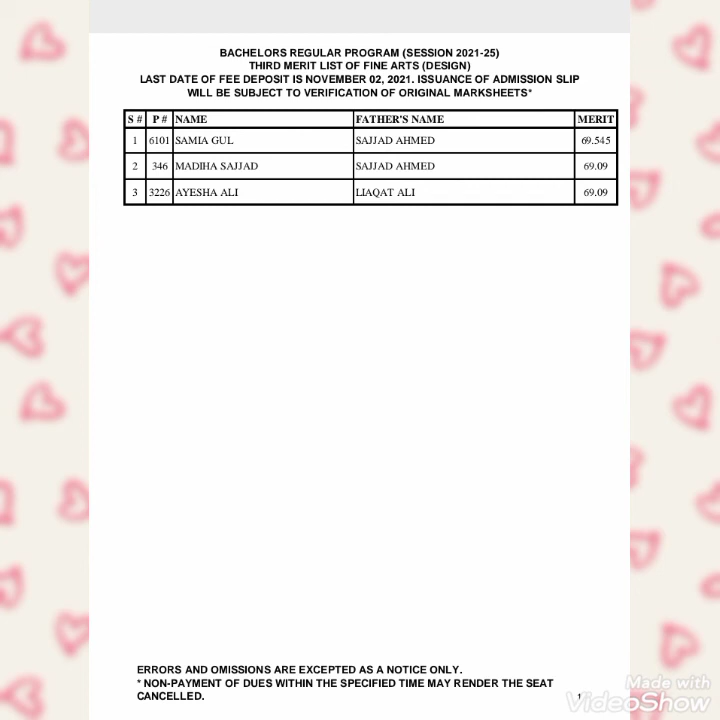 BACHELORS REGULAR PROGRAM (SESSION 2021-25)
THIRD MERIT LIST OF FINE ARTS (DESIGN)
LAST DATE OF FEE DEPOSIT IS NOVEMBER 02, 2021. ISSUANCE OF ADMISSION SLIP
WILL BE SUBJECT TO VERIFICATION OF ORIGINAL MARKSHEETS*
S # P # NAME FATHER'S NAME MERIT
1 6101 SAMIA GUL SAJJAD AHMED 69.545
2 346 MADIHA SAJJAD SAJJAD AHMED 69.09
3 3226 AYESHA ALI LIAQAT ALI 69.09
ERRORS AND OMISSIONS ARE EXCEPTED AS A NOTICE ONLY.
* NON-PAYMENT OF DUES WITHIN THE SPECIFIED TIME MAY RENDER THE SEAT
CANCELLED.
1
Made with
VideoShow